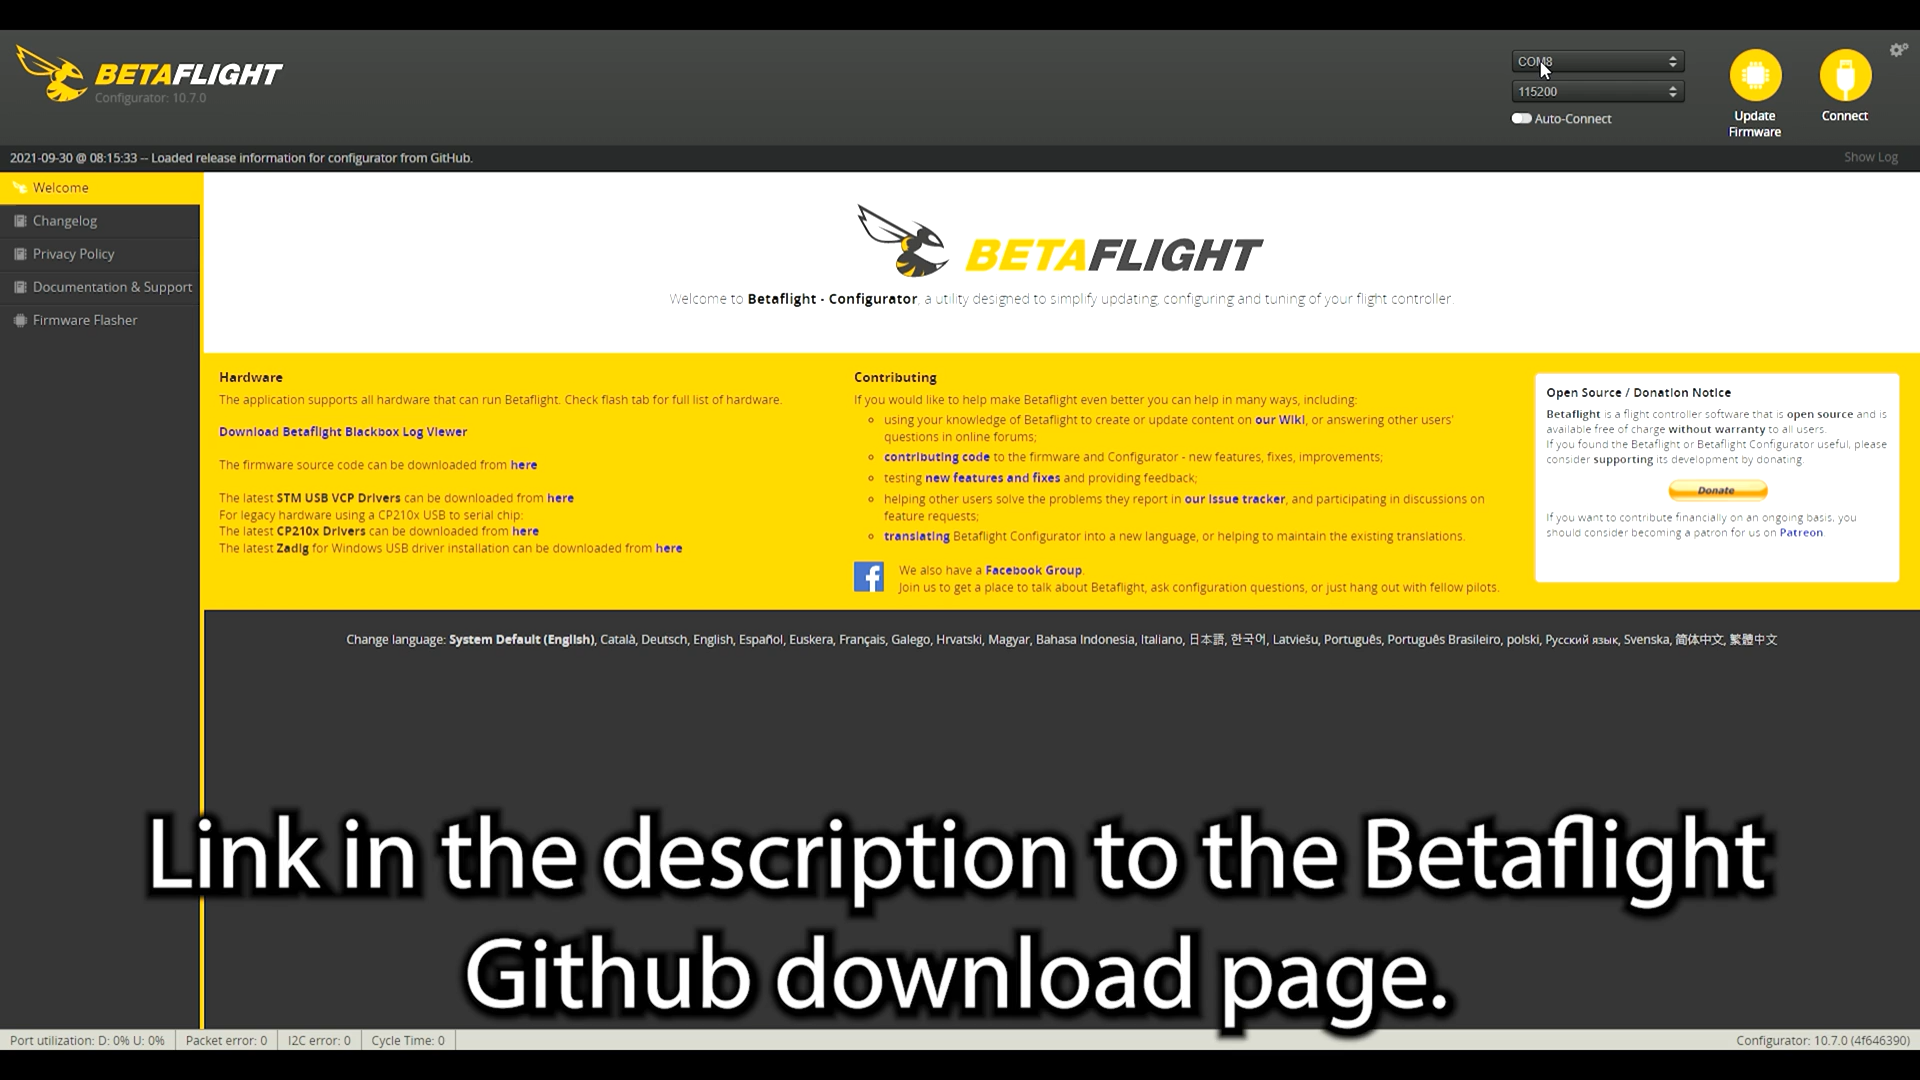 BETAFLIGHT
Configurator: 10.7.0
COM8
115200
Auto-Connect
Update
Firmware
Connect
2021-09-30 @ 08:15:33 -- Loaded release information for configurator from GitHub.
Show Log
Welcome
Changelog
Privacy Policy
Documentation & Support
Firmware Flasher
BETAFLIGHT
Welcome to Betaflight - Configurator, a utility designed to simplify updating, configuring and tuning of your flight controller.
Hardware
The application supports all hardware that can run Betaflight. Check flash tab for full list of hardware.
Download Betaflight Blackbox Log Viewer
The firmware source code can be downloaded from here
The latest STM USB VCP Drivers can be downloaded from here
For legacy hardware using a CP210x USB to serial chip:
The latest CP210x Drivers can be downloaded from here
The latest Zadig for Windows USB driver installation can be downloaded from here
Contributing
If you would like to help make Betaflight even better you can help in many ways, including:
using your knowledge of Betaflight to create or update content on our Wiki, or answering other users'
questions in online forums;
contributing code to the firmware and Configurator - new features, fixes, improvements;
testing new features and fixes and providing feedback;
helping other users solve the problems they report in our issue tracker, and participating in discussions on
feature requests;
translating Betaflight Configurator into a new language, or helping to maintain the existing translations.
We also have a Facebook Group.
Join us to get a place to talk about Betaflight, ask configuration questions, or just hang out with fellow pilots.
Open Source / Donation Notice
Betaflight is a flight controller software that is open source and is
available free of charge without warranty to all users.
If you found the Betaflight or Betaflight Configurator useful, please
consider supporting its development by donating.
Donate
If you want to contribute financially on an ongoing basis, you
should consider becoming a patron for us on Patreon.
Change language: System Default (English), Català, Deutsch, English, Español, Euskera, Français, Galego, Hrvatski, Magyar, Bahasa Indonesia, Italiano, 日本語, 한국어, Latviešu, Português, Português Brasileiro, polski, Русский язык, Svenska, 简体中文, 繁體中文
Link in the description to the Betaflight
Github download page.
Port utilization: D: 0% U: 0%
Packet error: 0
I2C error: 0
Cycle Time: 0
Configurator: 10.7.0 (4f646390)